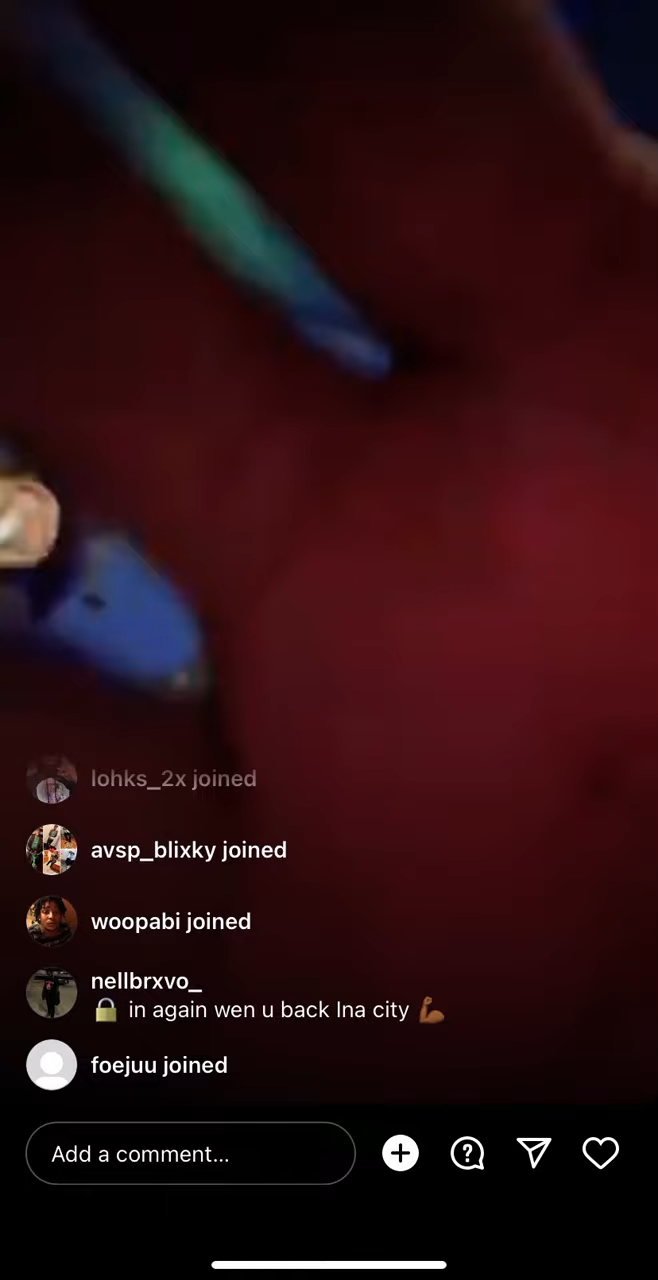 lohks_2x joined
avsp_blixky joined
woopabi joined
nellbrxvo_
🔒 in again wen u back Ina city 💪🏾
foejuu joined
Add a comment...